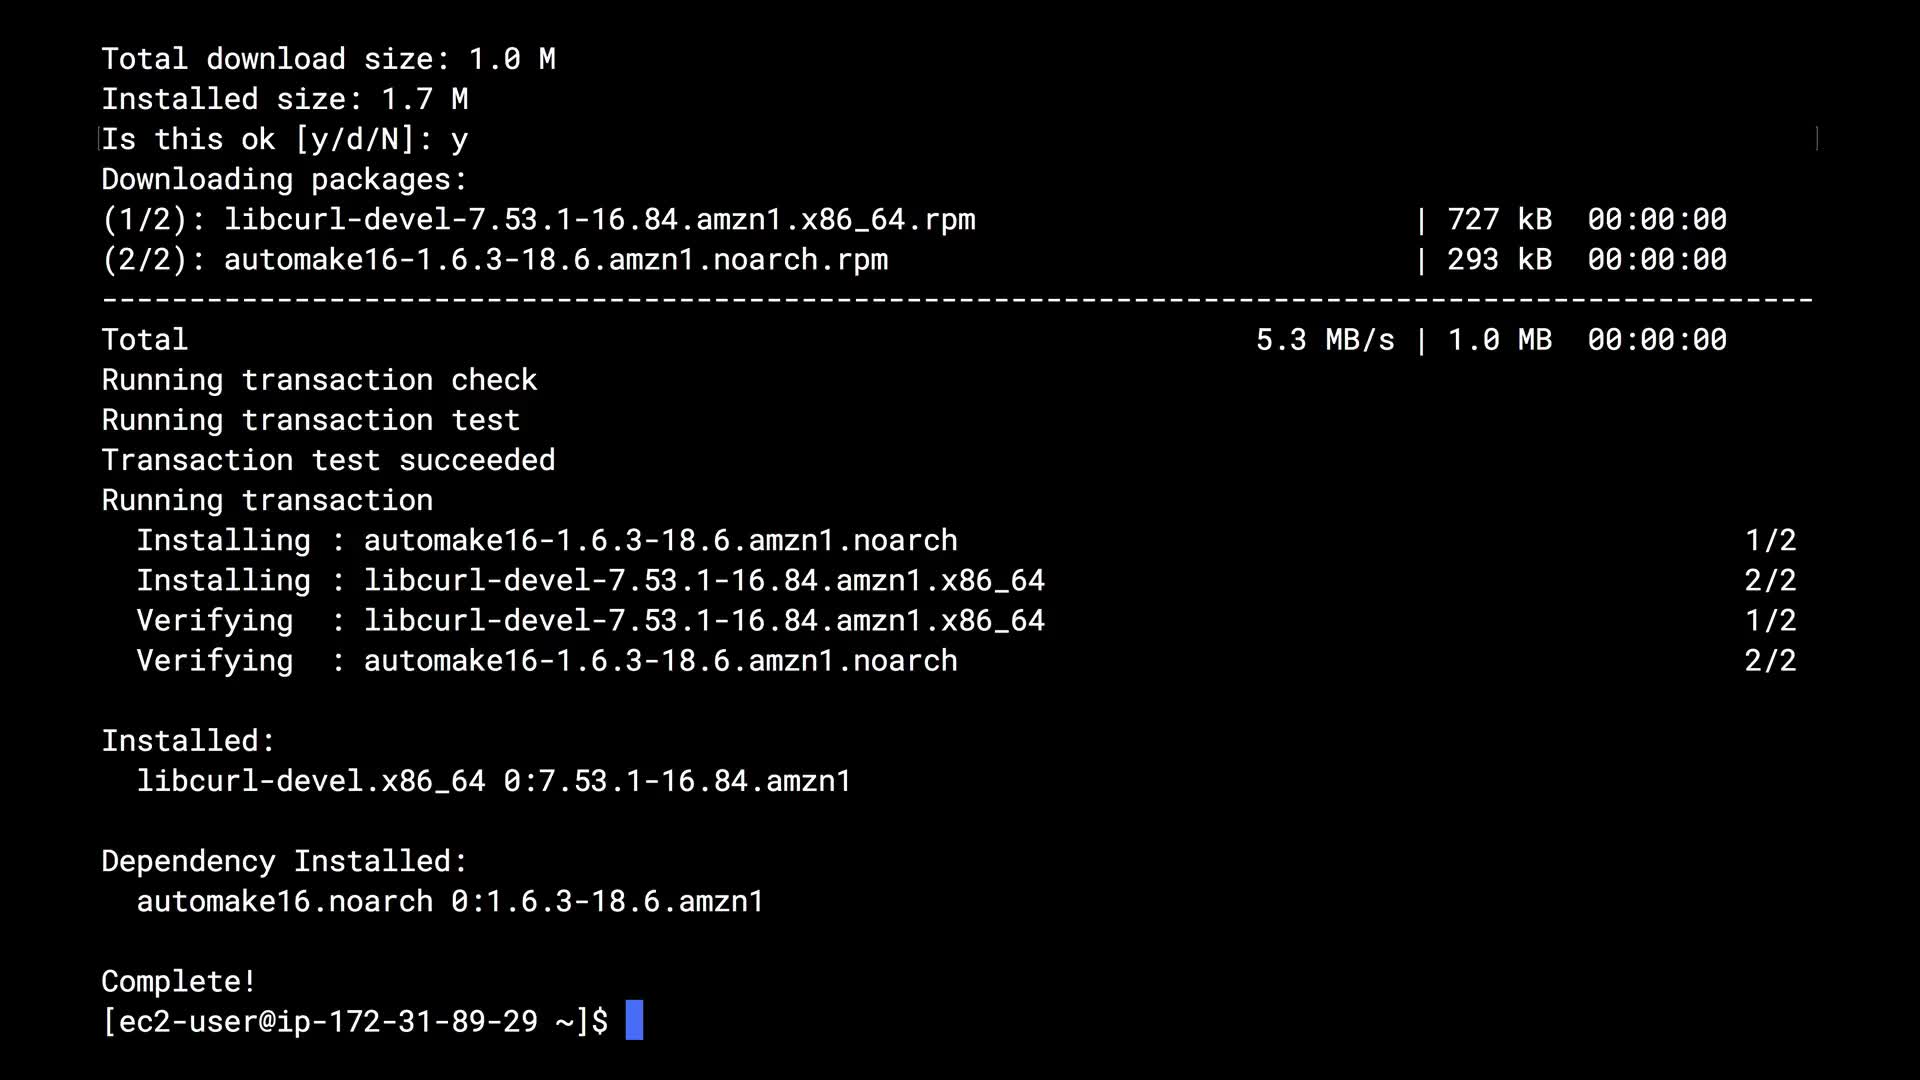 Total download size: 1.0 M
Installed size: 1.7 M
Is this ok [y/d/N]: y
Downloading packages:
(1/2): libcurl-devel-7.53.1-16.84.amzn1.x86_64.rpm | 727 kB 00:00:00
(2/2): automake16-1.6.3-18.6.amzn1.noarch.rpm | 293 kB 00:00:00
--------------------------------------------------------------------------------------------------
Total 5.3 MB/s | 1.0 MB 00:00:00
Running transaction check
Running transaction test
Transaction test succeeded
Running transaction
Installing : automake16-1.6.3-18.6.amzn1.noarch 1/2
Installing : libcurl-devel-7.53.1-16.84.amzn1.x86_64 2/2
Verifying : libcurl-devel-7.53.1-16.84.amzn1.x86_64 1/2
Verifying : automake16-1.6.3-18.6.amzn1.noarch 2/2
Installed:
libcurl-devel.x86_64 0:7.53.1-16.84.amzn1
Dependency Installed:
automake16.noarch 0:1.6.3-18.6.amzn1
Complete!
[ec2-user@ip-172-31-89-29 ~]$